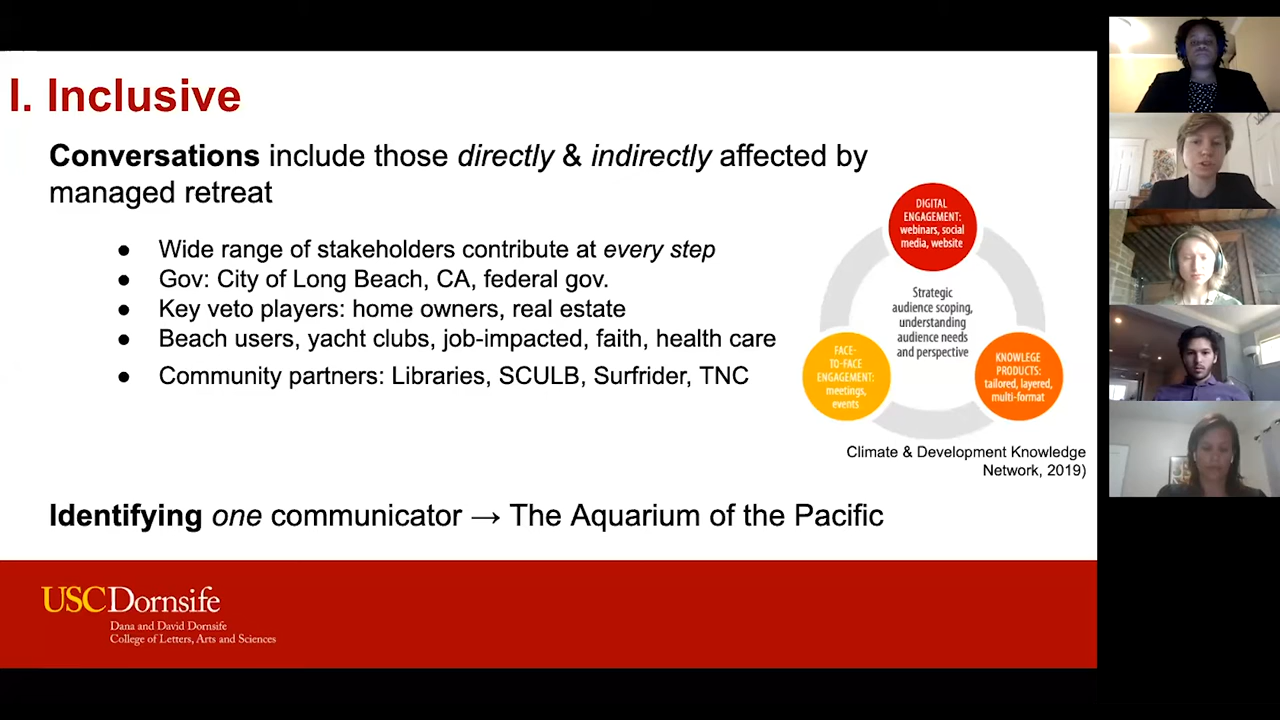 I. Inclusive
Conversations include those directly & indirectly affected by
managed retreat
● Wide range of stakeholders contribute at every step
● Gov: City of Long Beach, CA, federal gov.
● Key veto players: home owners, real estate
● Beach users, yacht clubs, job-impacted, faith, health care
● Community partners: Libraries, SCULB, Surfrider, TNC
DIGITAL
ENGAGEMENT:
webinars, social
media, website
Strategic
audience scoping,
understanding
audience needs
and perspective
FACE-
TO-FACE
ENGAGEMENT:
meetings,
events
KNOWLEGE
PRODUCTS:
tailored, layered,
multi-format
Climate & Development Knowledge
Network, 2019)
Identifying one communicator → The Aquarium of the Pacific
USCDornsife
Dana and David Dornsife
College of Letters, Arts and Sciences